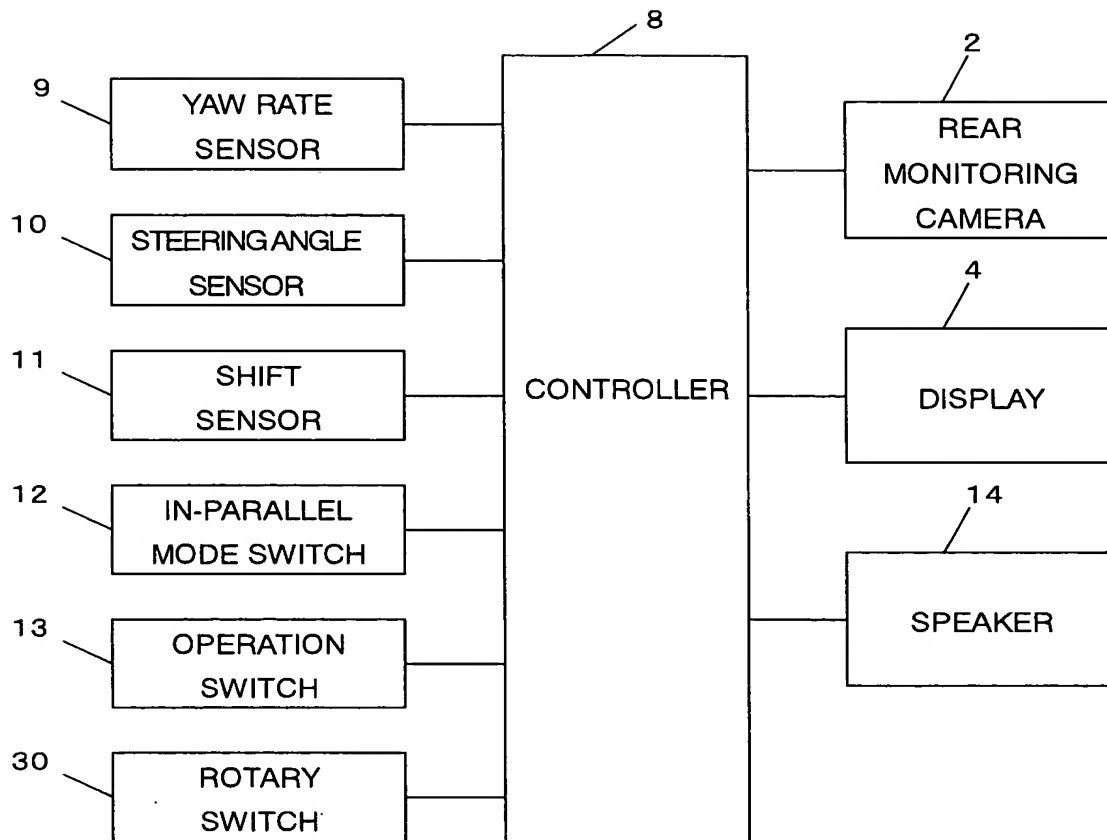 8
9
YAW RATE
SENSOR
10
STEERING ANGLE
SENSOR
11
SHIFT
SENSOR
12
IN-PARALLEL
MODE SWITCH
13
OPERATION
SWITCH
30
ROTARY
SWITCH
CONTROLLER
2
REAR
MONITORING
CAMERA
4
DISPLAY
14
SPEAKER